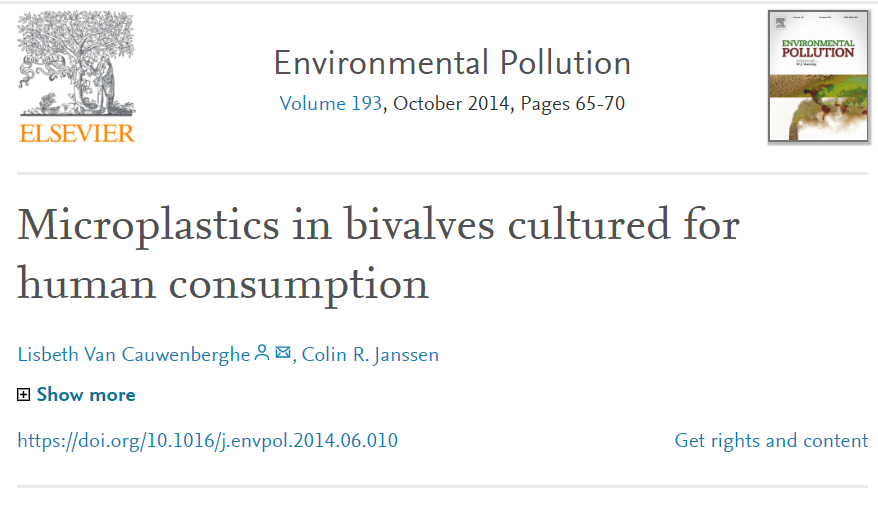 Environmental Pollution
Volume 193, October 2014, Pages 65-70
ELSEVIER
ENVIRONMENTAL
POLLUTION
Microplastics in bivalves cultured for
human consumption
Lisbeth Van Cauwenberghe, Colin R. Janssen
Show more
https://doi.org/10.1016/j.envpol.2014.06.010 Get rights and content